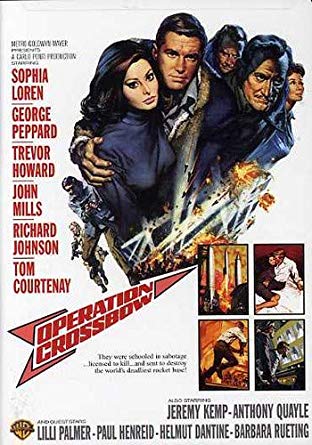 METRO-GOLDWYN-MAYER
PRESENTS
A CARLO PONTI PRODUCTION
STARRING
SOPHIA
LOREN
GEORGE
PEPPARD
TREVOR
HOWARD
JOHN
MILLS
RICHARD
JOHNSON
TOM
COURTENAY
OPERATION
CROSSBOW
They were schooled in sabotage
...licensed to kill...and sent to destroy
the world's deadliest rocket base!
ALSO STARRING
JEREMY KEMP-ANTHONY QUAYLE
AND GUEST STARS
LILLI PALMER-PAUL HENREID-HELMUT DANTINE-BARBARA RUETING